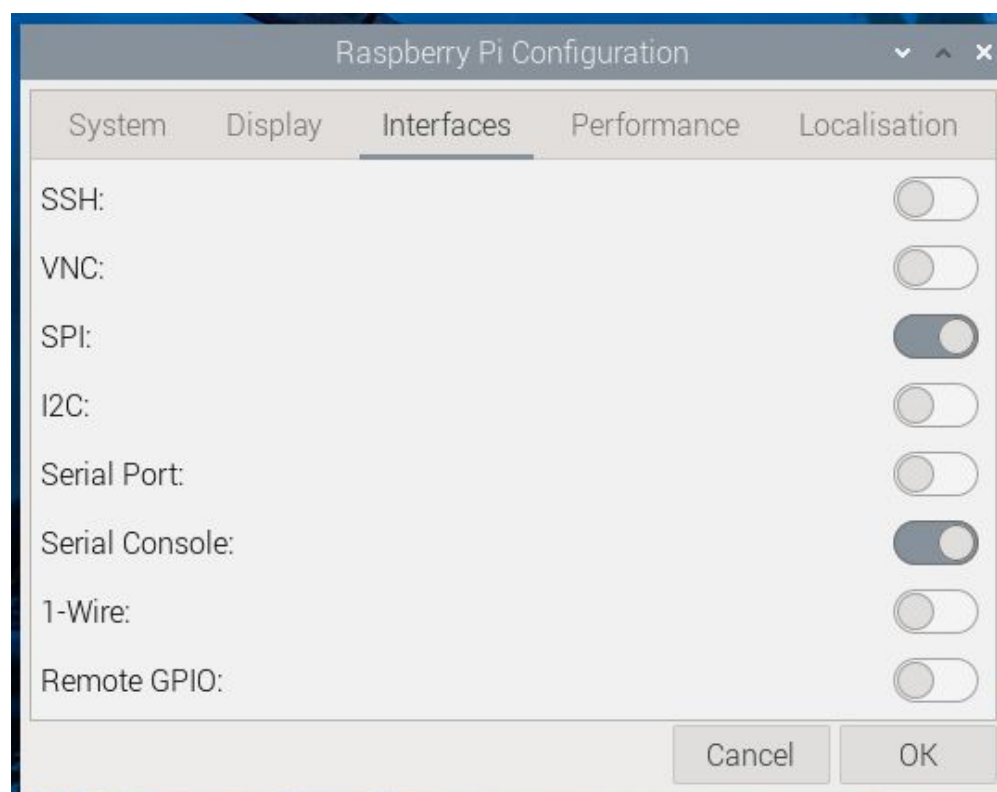 Raspberry Pi Configuration
System Display Interfaces Performance Localisation
SSH:
VNC:
SPI:
I2C:
Serial Port:
Serial Console:
1-Wire:
Remote GPIO:
Cancel OK